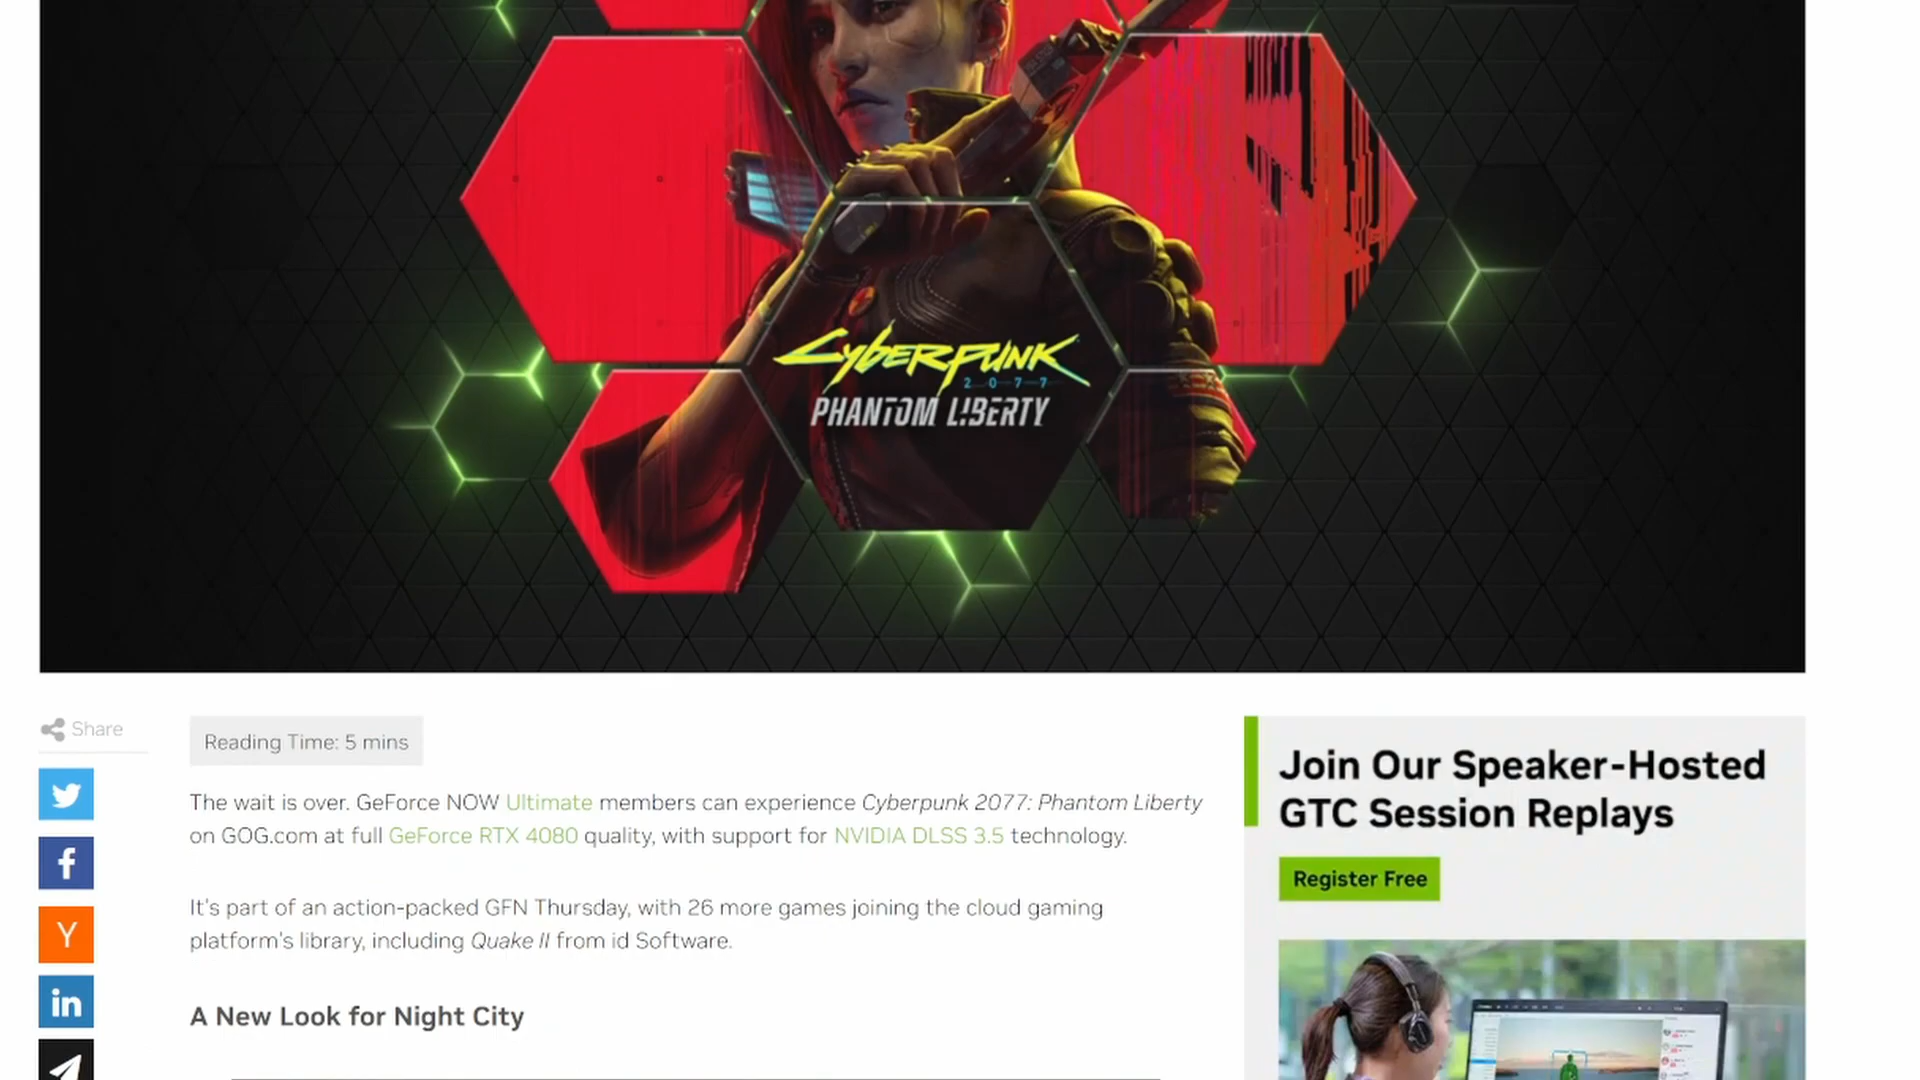 CYBERPUNK
2077
PHANTOM LIBERTY
Share
Reading Time: 5 mins
The wait is over. GeForce NOW Ultimate members can experience Cyberpunk 2077: Phantom Liberty
on GOG.com at full GeForce RTX 4080 quality, with support for NVIDIA DLSS 3.5 technology.
It's part of an action-packed GFN Thursday, with 26 more games joining the cloud gaming
platform's library, including Quake II from id Software.
A New Look for Night City
Join Our Speaker-Hosted
GTC Session Replays
Register Free